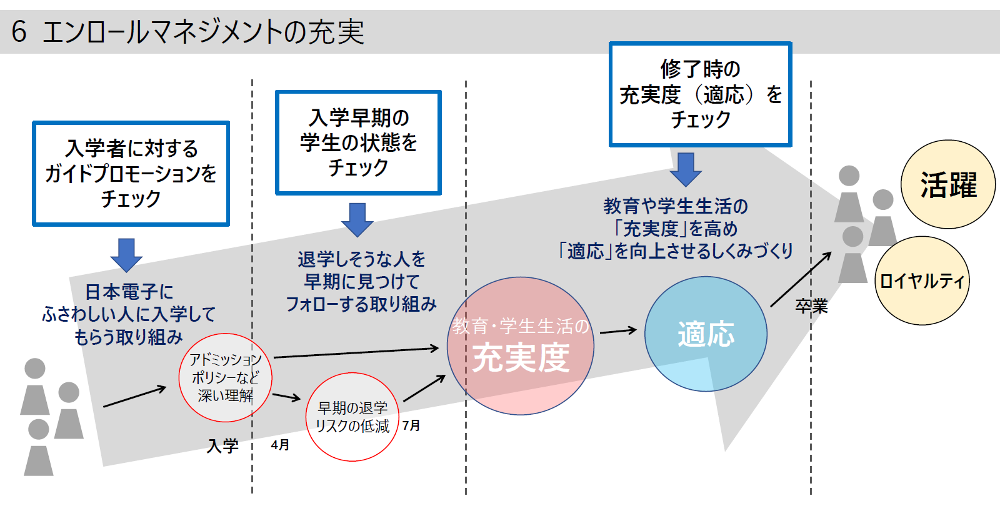 6 エンロールマネジメントの充実
入学者に対する
ガイドプロモーションを
チェック
日本電子に
ふさわしい人に入学して
もらう取り組み
アドミッション
ポリシーなど
深い理解
入学
入学早期の
学生の状態を
チェック
退学しそうな人を
早期に見つけて
フォローする取り組み
4月
早期の退学
リスクの低減
7月
修了時の
充実度（適応）を
チェック
教育や学生生活の
「充実度」を高め
「適応」を向上させるしくみづくり
教育・学生生活の
充実度
適応
卒業
活躍
ロイヤルティ